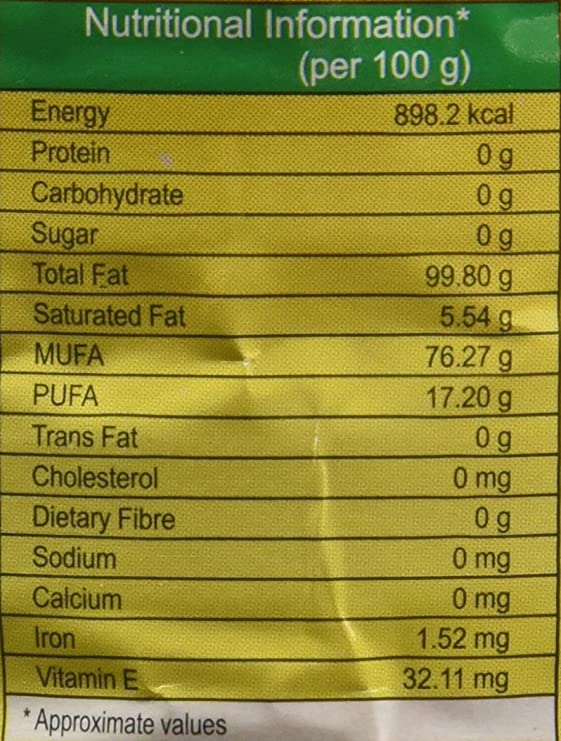 Nutritional Information*
(per 100 g)
Energy 898.2 kcal
Protein 0 g
Carbohydrate 0 g
Sugar 0 g
Total Fat 99.80 g
Saturated Fat 5.54 g
MUFA 76.27 g
PUFA 17.20 g
Trans Fat 0 g
Cholesterol 0 mg
Dietary Fibre 0 g
Sodium 0 mg
Calcium 0 mg
Iron 1.52 mg
Vitamin E 32.11 mg
* Approximate values